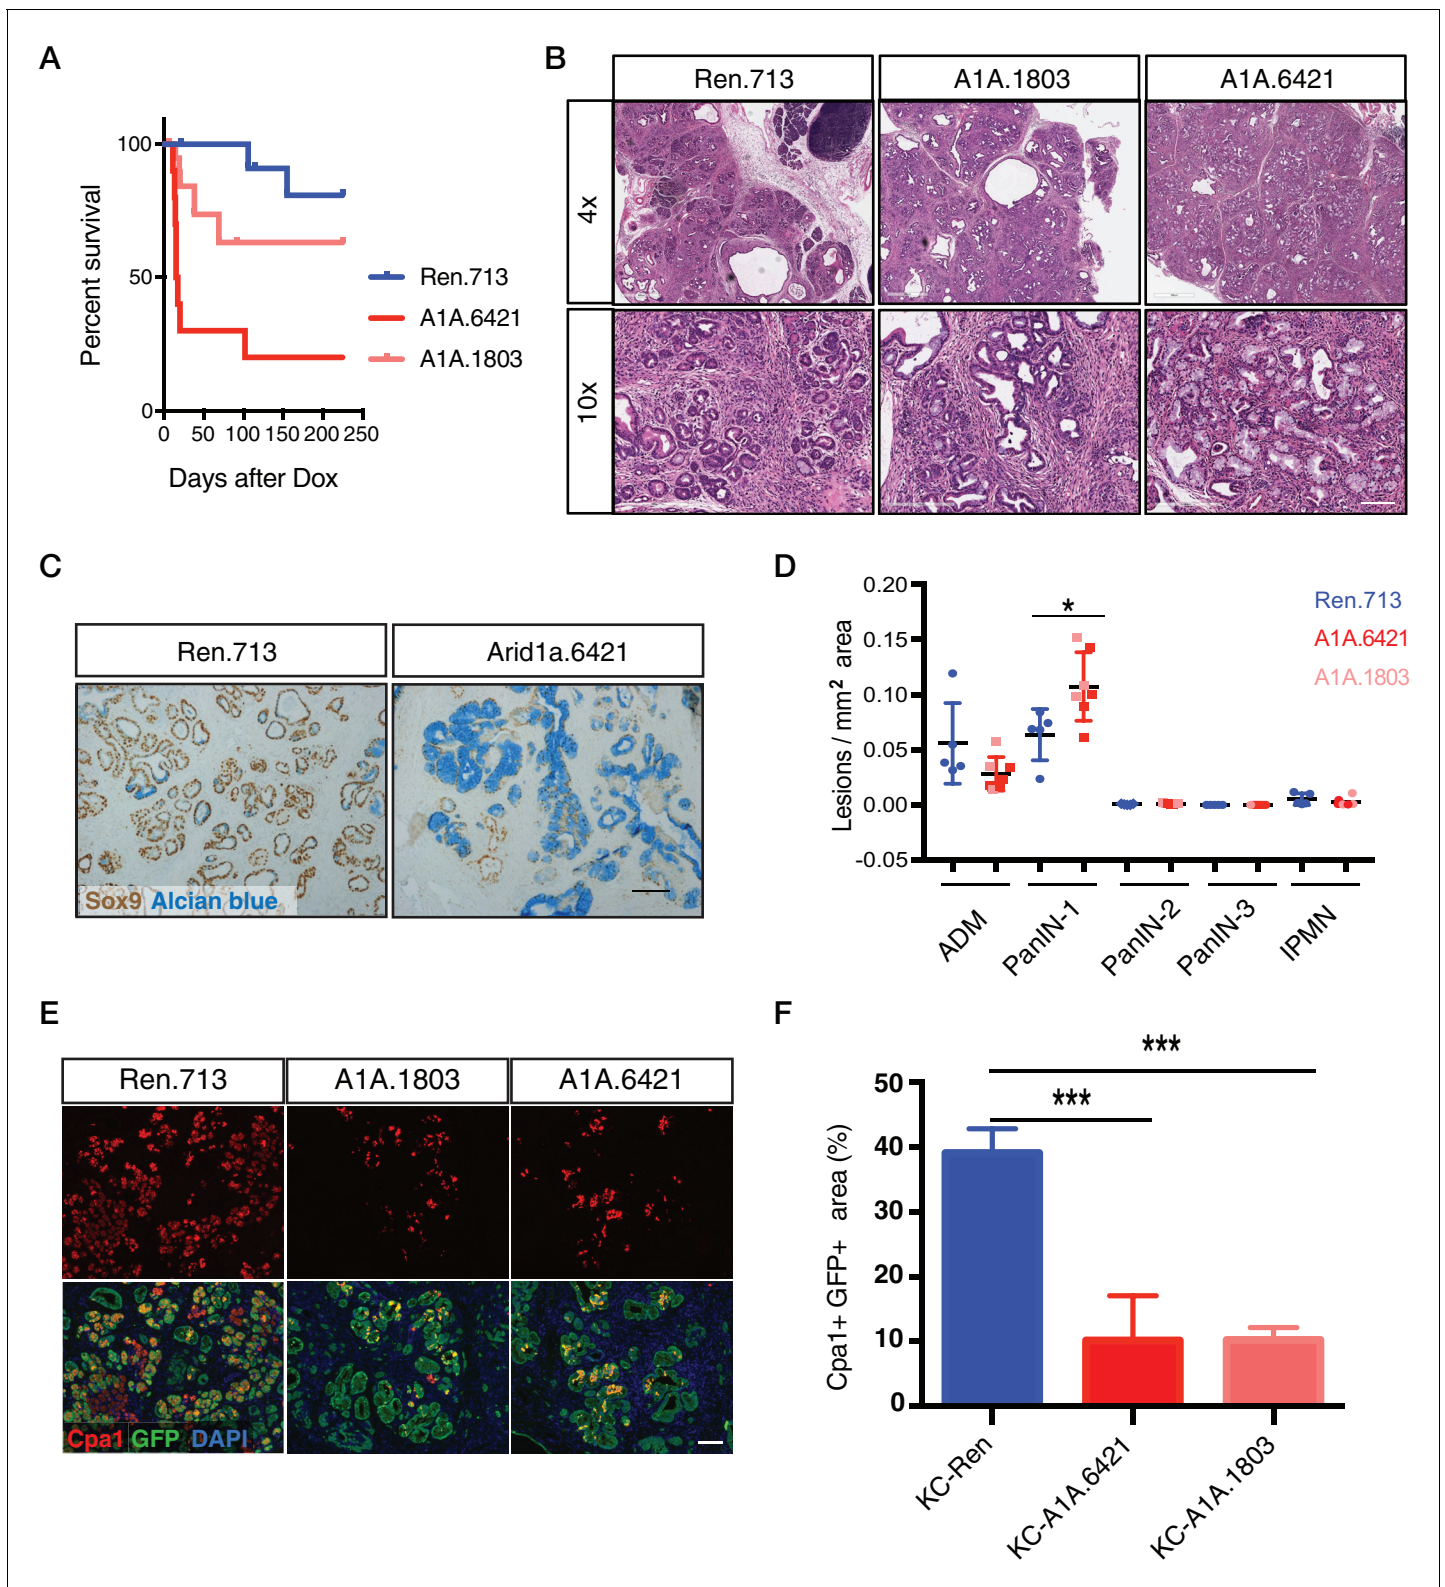 A
100
50
0
0 50 100 150 200 250
Percent survival
Days after Dox
Ren.713
A1A.6421
A1A.1803
B
Ren.713 A1A.1803 A1A.6421
4x
10x
C
Ren.713 Arid1a.6421
Sox9 Alcian blue
D
Lesions / mm² area
0.20
0.15
0.10
0.05
0.00
-0.05
*
Ren.713
A1A.6421
A1A.1803
ADM PanIN-1 PanIN-2 PanIN-3 IPMN
E
Ren.713 A1A.1803 A1A.6421
Cpa1 GFP DAPI
F
Cpa1+ GFP+ area (%)
50
40
30
20
10
0
***
***
KC-Ren KC-A1A.6421 KC-A1A.1803